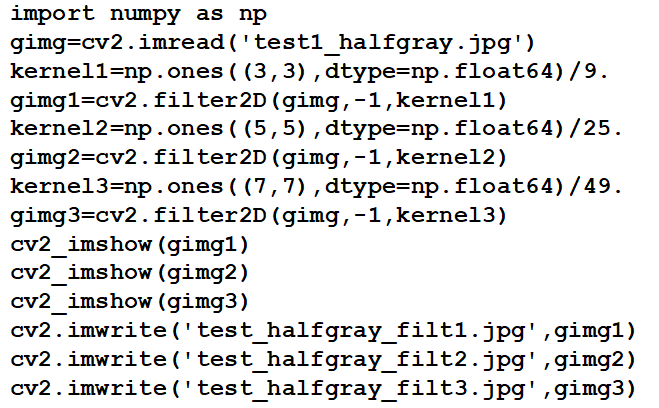 import numpy as np
gimg=cv2.imread('test1_halfgray.jpg')
kernel1=np.ones((3,3),dtype=np.float64)/9.
gimg1=cv2.filter2D(gimg,-1,kernel1)
kernel2=np.ones((5,5),dtype=np.float64)/25.
gimg2=cv2.filter2D(gimg,-1,kernel2)
kernel3=np.ones((7,7),dtype=np.float64)/49.
gimg3=cv2.filter2D(gimg,-1,kernel3)
cv2_imshow(gimg1)
cv2_imshow(gimg2)
cv2_imshow(gimg3)
cv2.imwrite('test_halfgray_filt1.jpg',gimg1)
cv2.imwrite('test_halfgray_filt2.jpg',gimg2)
cv2.imwrite('test_halfgray_filt3.jpg',gimg3)